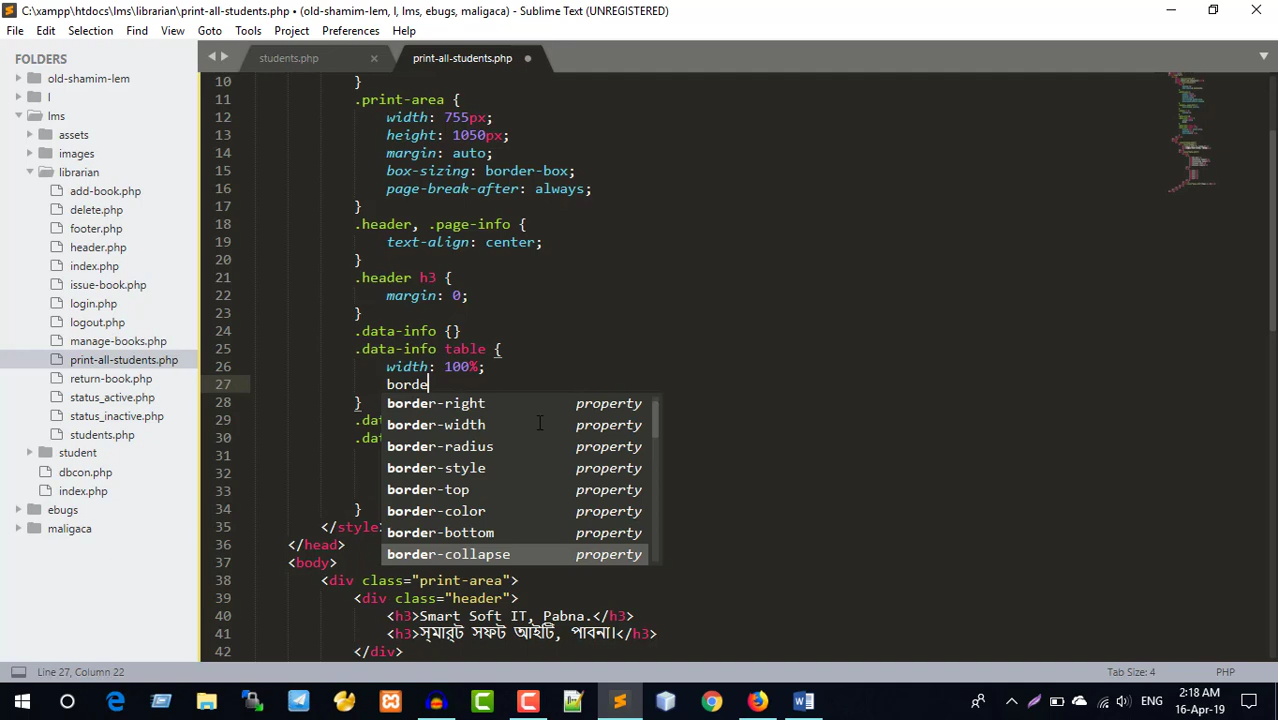 C:\xampp\htdocs\lms\librarian\print-all-students.php • (old-shamim-lem, l, lms, ebugs, maligaca) - Sublime Text (UNREGISTERED)
File Edit Selection Find View Goto Tools Project Preferences Help
FOLDERS
old-shamim-lem
l
lms
assets
images
librarian
add-book.php
delete.php
footer.php
header.php
index.php
issue-book.php
login.php
logout.php
manage-books.php
print-all-students.php
return-book.php
status_active.php
status_inactive.php
students.php
student
dbcon.php
index.php
ebugs
maligaca
students.php
print-all-students.php
10 }
11 .print-area {
12 width: 755px;
13 height: 1050px;
14 margin: auto;
15 box-sizing: border-box;
16 page-break-after: always;
17 }
18 .header, .page-info {
19 text-align: center;
20 }
21 .header h3 {
22 margin: 0;
23 }
24 .data-info {}
25 .data-info table {
26 width: 100%;
27 borde
28 }
29 .da
30 .da
31
32
33
34 }
35 </style>
36 </head>
37 <body>
38 <div class="print-area">
39 <div class="header">
40 <h3>Smart Soft IT, Pabna.</h3>
41 <h3>স্মার্ট সফট আইটি, পাবনা।</h3>
42 </div>
border-right property
border-width property
border-radius property
border-style property
border-top property
border-color property
border-bottom property
border-collapse property
Line 27, Column 22
Tab Size: 4
PHP
ENG
2:18 AM
16-Apr-19